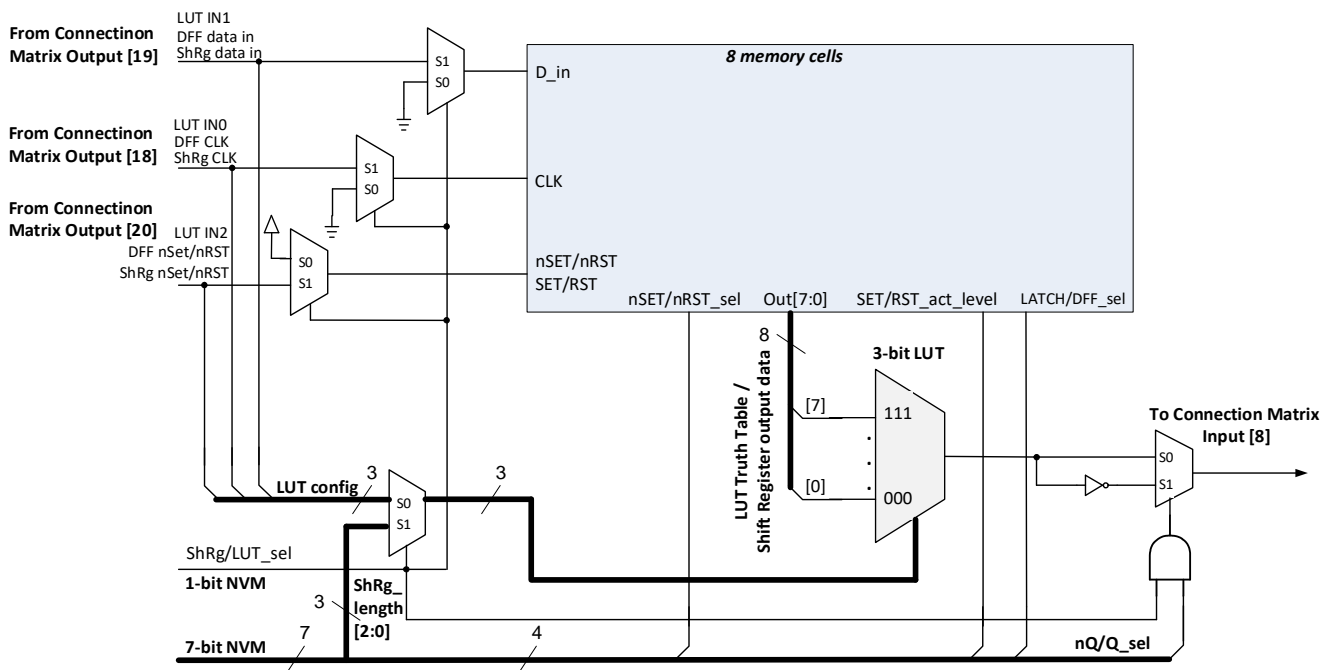 From Connectinon
Matrix Output [19]
LUT IN1
DFF data in
ShRg data in
S1
S0
D_in
8 memory cells
From Connectinon
Matrix Output [18]
LUT IN0
DFF CLK
ShRg CLK
S1
S0
CLK
From Connectinon
Matrix Output [20]
LUT IN2
DFF nSet/nRST
ShRg nSet/nRST
S0
S1
nSET/nRST
SET/RST
nSET/nRST_sel
Out[7:0]
SET/RST_act_level
LATCH/DFF_sel
8
LUT Truth Table /
Shift Register output data
3-bit LUT
[7]
111
[0]
000
To Connection Matrix
Input [8]
S0
S1
LUT config
3
S0
S1
3
ShRg/LUT_sel
1-bit NVM
ShRg_
length
[2:0]
3
7-bit NVM
7
4
nQ/Q_sel